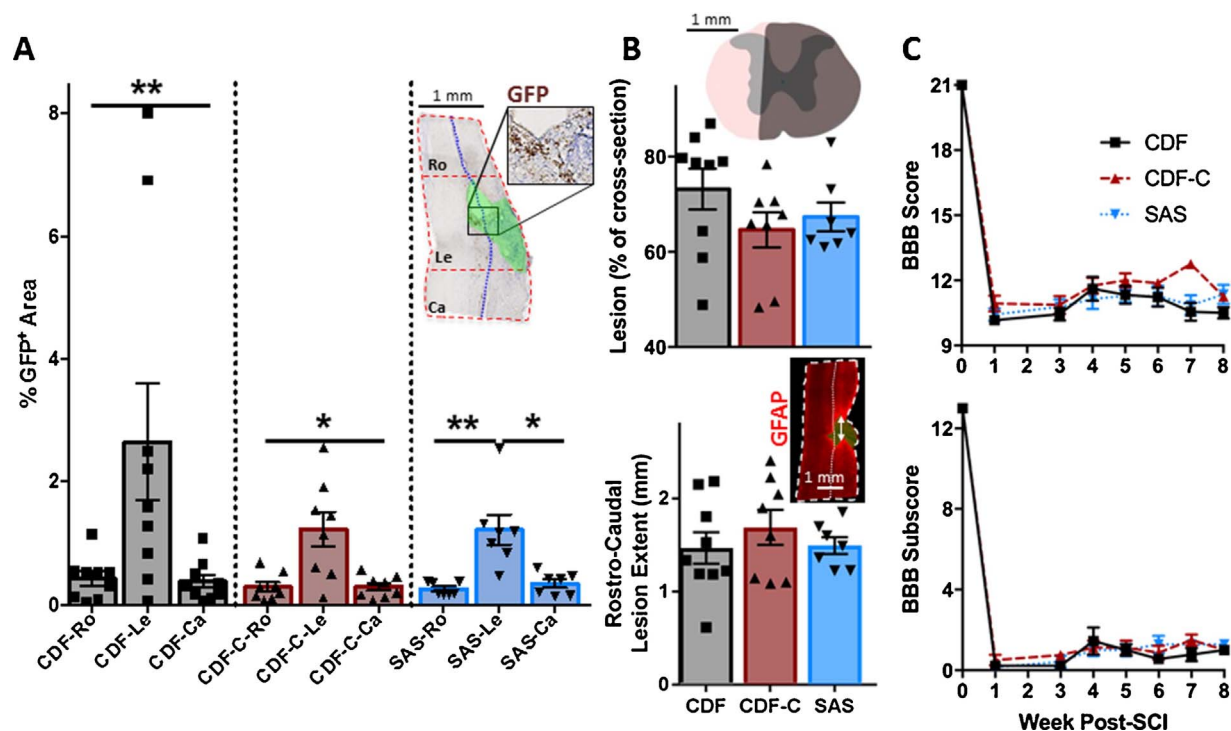 A
%GFP+ Area
8
6
4
2
0
**
*
**
*
1 mm
GFP
Ro
Le
Ca
CDF-Ro
CDF-Le
CDF-Ca
CDF-C-Ro
CDF-C-Le
CDF-C-Ca
SAS-Ro
SAS-Le
SAS-Ca
B
1 mm
Lesion (% of cross-section)
80
60
40
Rostro-Caudal
Lesion Extent (mm)
2
1
0
GFAP
1 mm
CDF
CDF-C
SAS
C
BBB Score
21
18
15
12
9
CDF
CDF-C
SAS
0 1 2 3 4 5 6 7 8
BBB Subscore
12
8
4
0
0 1 2 3 4 5 6 7 8
Week Post-SCI